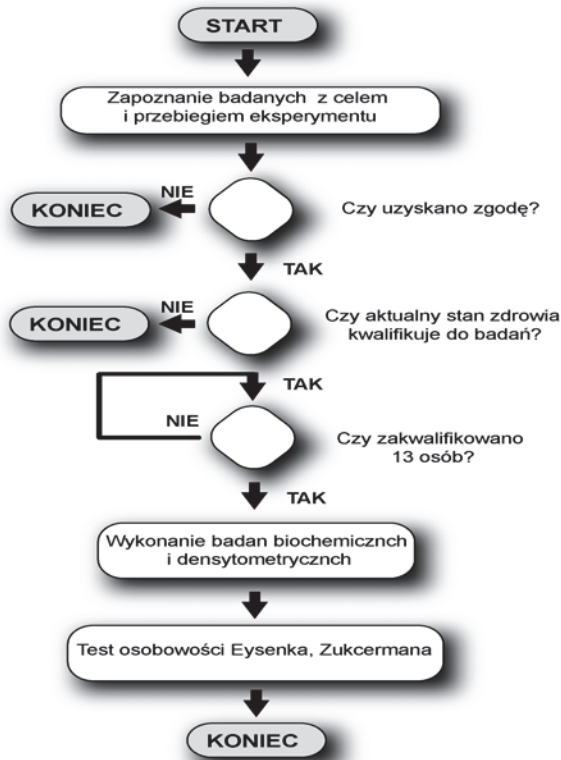 START
Zapoznanie badanych z celem
i przebiegiem eksperymentu
NIE
KONIEC
Czy uzyskano zgodę?
TAK
NIE
KONIEC
Czy aktualny stan zdrowia
kwalifikuje do badań?
TAK
NIE
Czy zakwalifikowano
13 osób?
TAK
Wykonanie badan biochemicznch
i densytometrycznch
Test osobowości Eysenka, Zukcermana
KONIEC